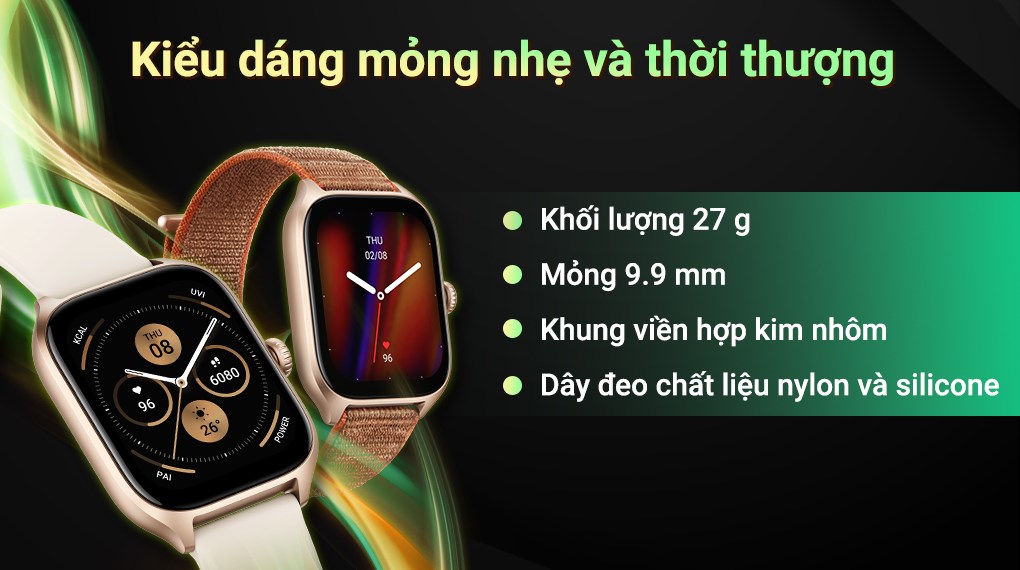 Kiểu dáng mỏng nhẹ và thời thượng
Khối lượng 27 g
Mỏng 9.9 mm
Khung viền hợp kim nhôm
Dây đeo chất liệu nylon và silicone
THU
02/08
96
UVI
KCAL
THU
08
6080
96
26°
POWER
PAI